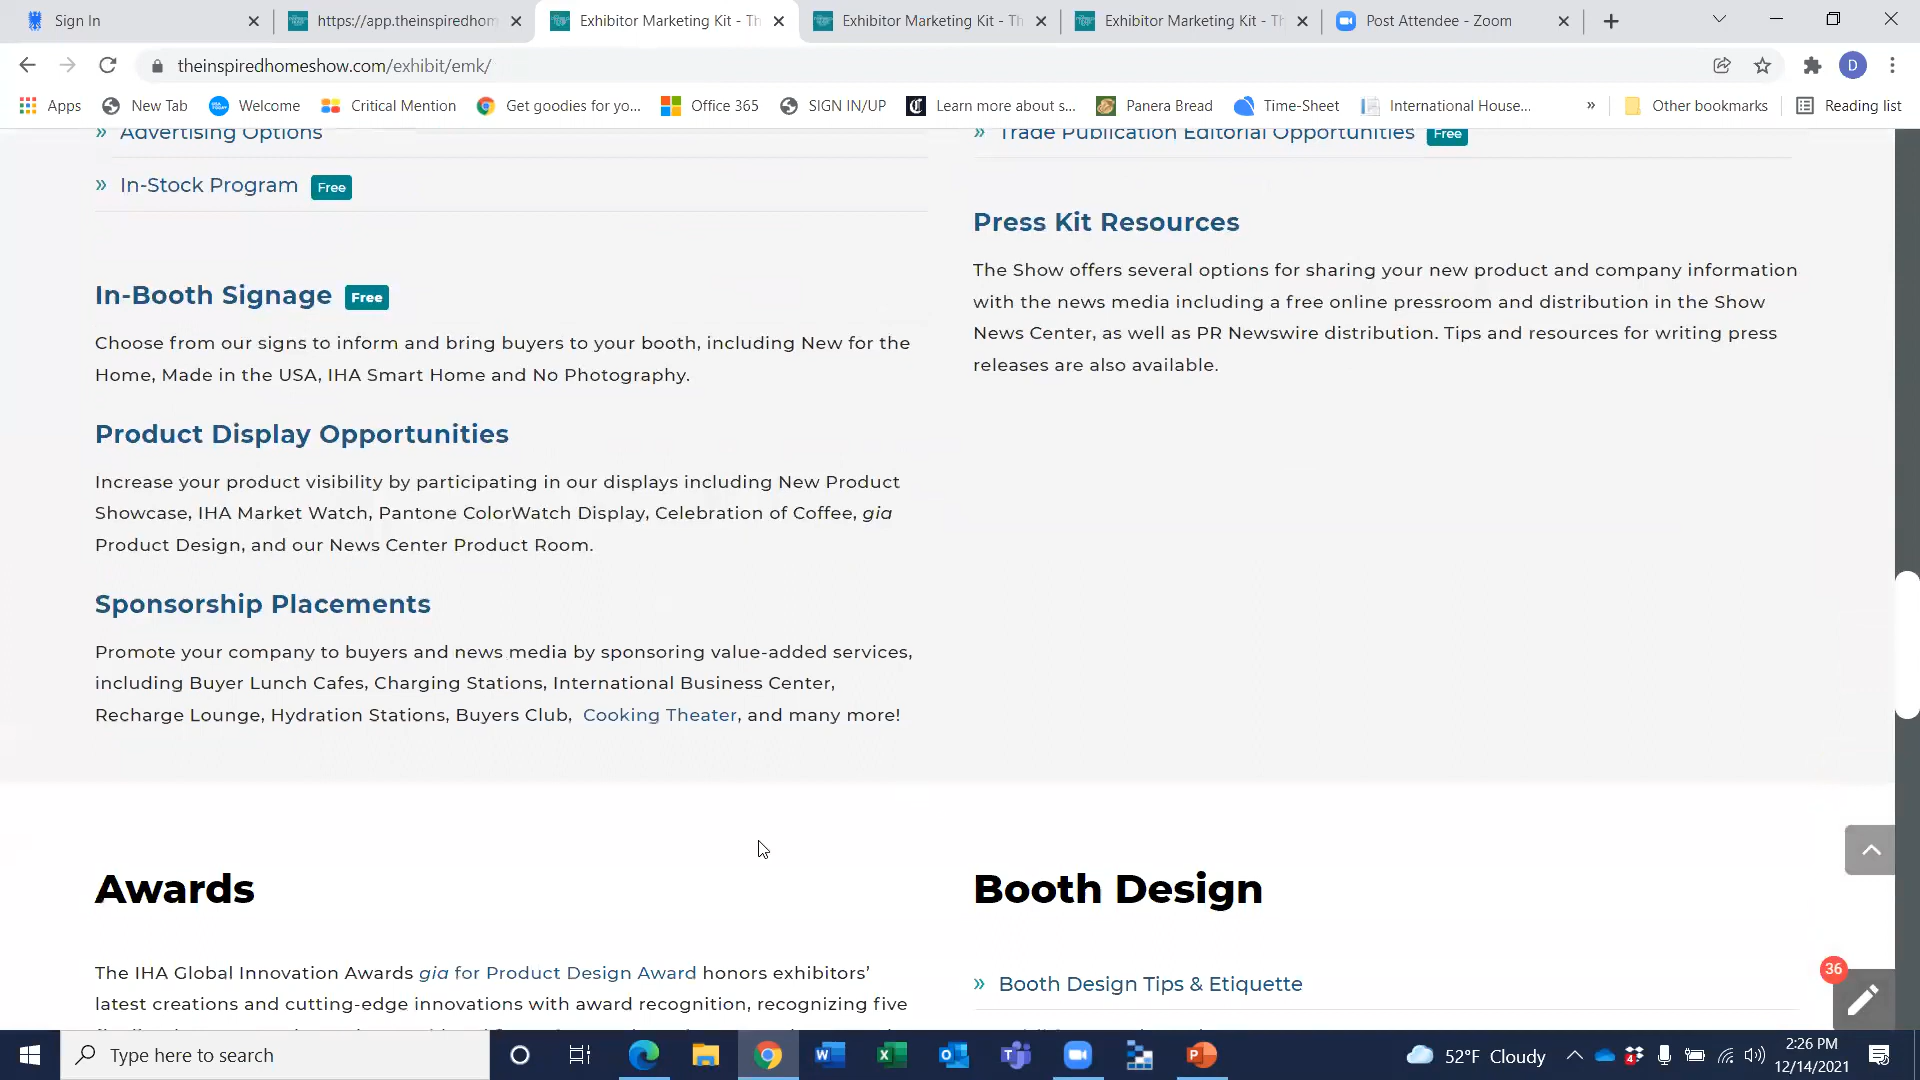 Sign In
https://app.theinspiredhom
Exhibitor Marketing Kit - Th
Exhibitor Marketing Kit - Th
Exhibitor Marketing Kit - Th
Post Attendee - Zoom
theinspiredhomeshow.com/exhibit/emk/
D
Apps
New Tab
Welcome
Critical Mention
Get goodies for yo...
Office 365
SIGN IN/UP
Learn more about s...
Panera Bread
Time-Sheet
International House...
»
Other bookmarks
Reading list
» Advertising Options
» In-Stock Program Free
In-Booth Signage Free
Choose from our signs to inform and bring buyers to your booth, including New for the
Home, Made in the USA, IHA Smart Home and No Photography.
Product Display Opportunities
Increase your product visibility by participating in our displays including New Product
Showcase, IHA Market Watch, Pantone ColorWatch Display, Celebration of Coffee, gia
Product Design, and our News Center Product Room.
Sponsorship Placements
Promote your company to buyers and news media by sponsoring value-added services,
including Buyer Lunch Cafes, Charging Stations, International Business Center,
Recharge Lounge, Hydration Stations, Buyers Club, Cooking Theater, and many more!
» Trade Publication Editorial Opportunities Free
Press Kit Resources
The Show offers several options for sharing your new product and company information
with the news media including a free online pressroom and distribution in the Show
News Center, as well as PR Newswire distribution. Tips and resources for writing press
releases are also available.
Awards
The IHA Global Innovation Awards gia for Product Design Award honors exhibitors'
latest creations and cutting-edge innovations with award recognition, recognizing five
Booth Design
» Booth Design Tips & Etiquette
36
Type here to search
52°F Cloudy
4
2:26 PM
12/14/2021